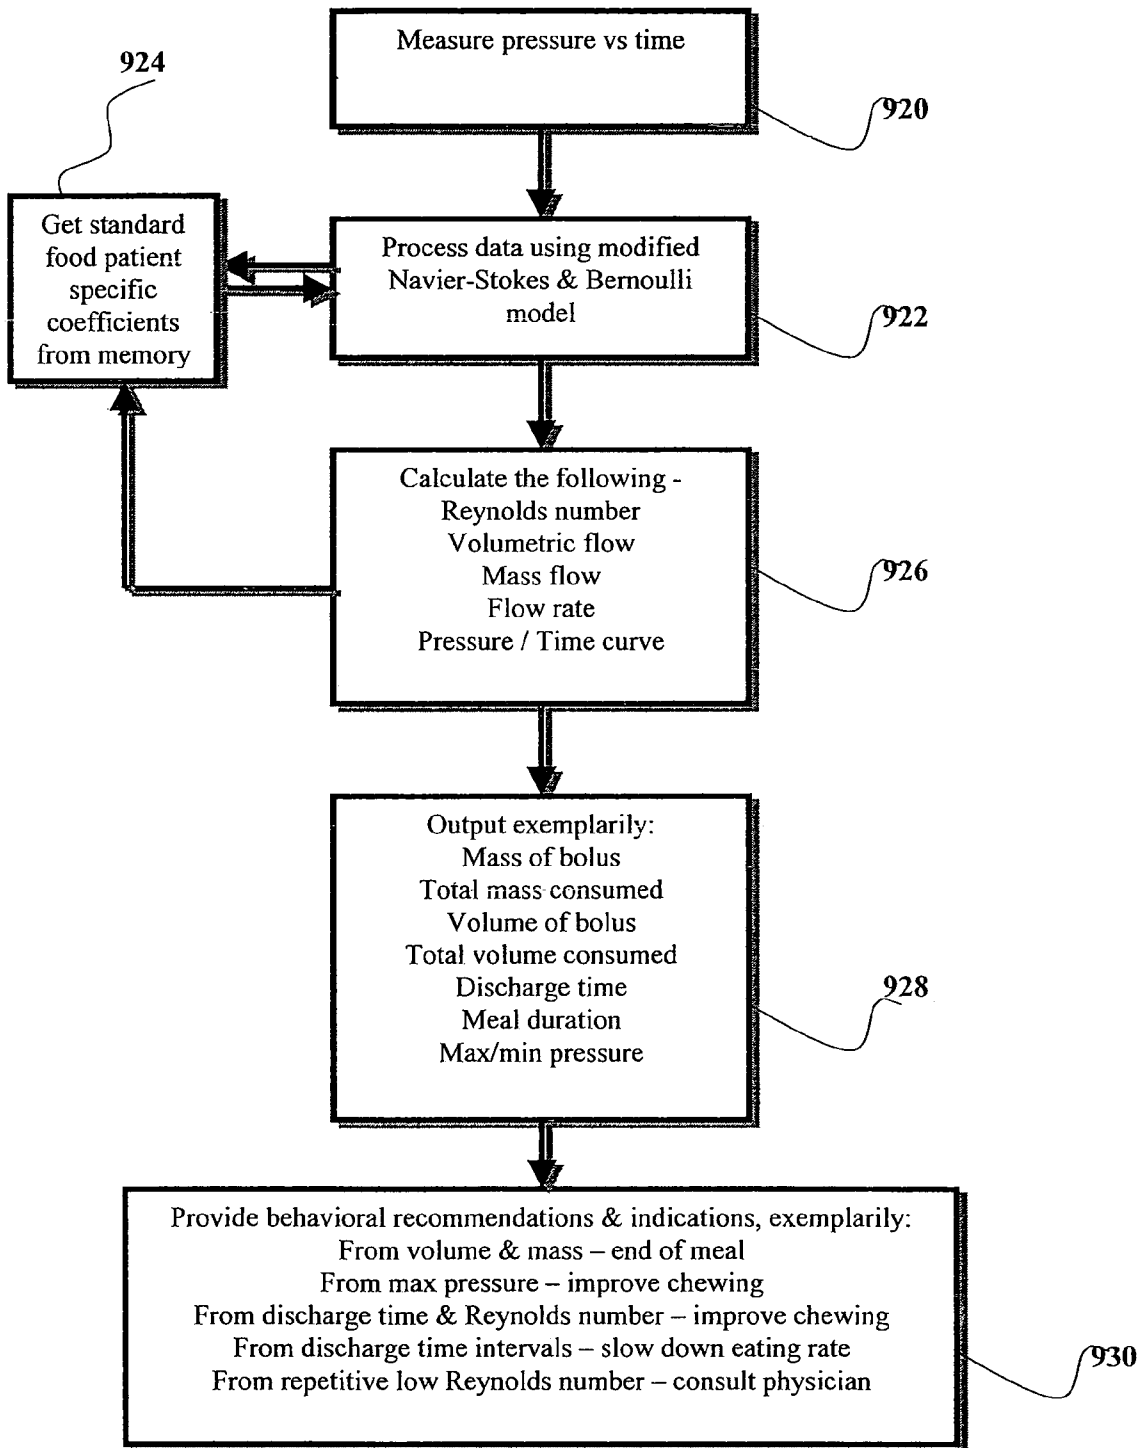 Measure pressure vs time
920
924
Get standard
food patient
specific
coefficients
from memory
Process data using modified
Navier-Stokes & Bernoulli
model
922
Calculate the following -
Reynolds number
Volumetric flow
Mass flow
Flow rate
Pressure / Time curve
926
Output exemplarily:
Mass of bolus
Total mass consumed
Volume of bolus
Total volume consumed
Discharge time
Meal duration
Max/min pressure
928
Provide behavioral recommendations & indications, exemplarily:
From volume & mass – end of meal
From max pressure – improve chewing
From discharge time & Reynolds number – improve chewing
From discharge time intervals – slow down eating rate
From repetitive low Reynolds number – consult physician
930